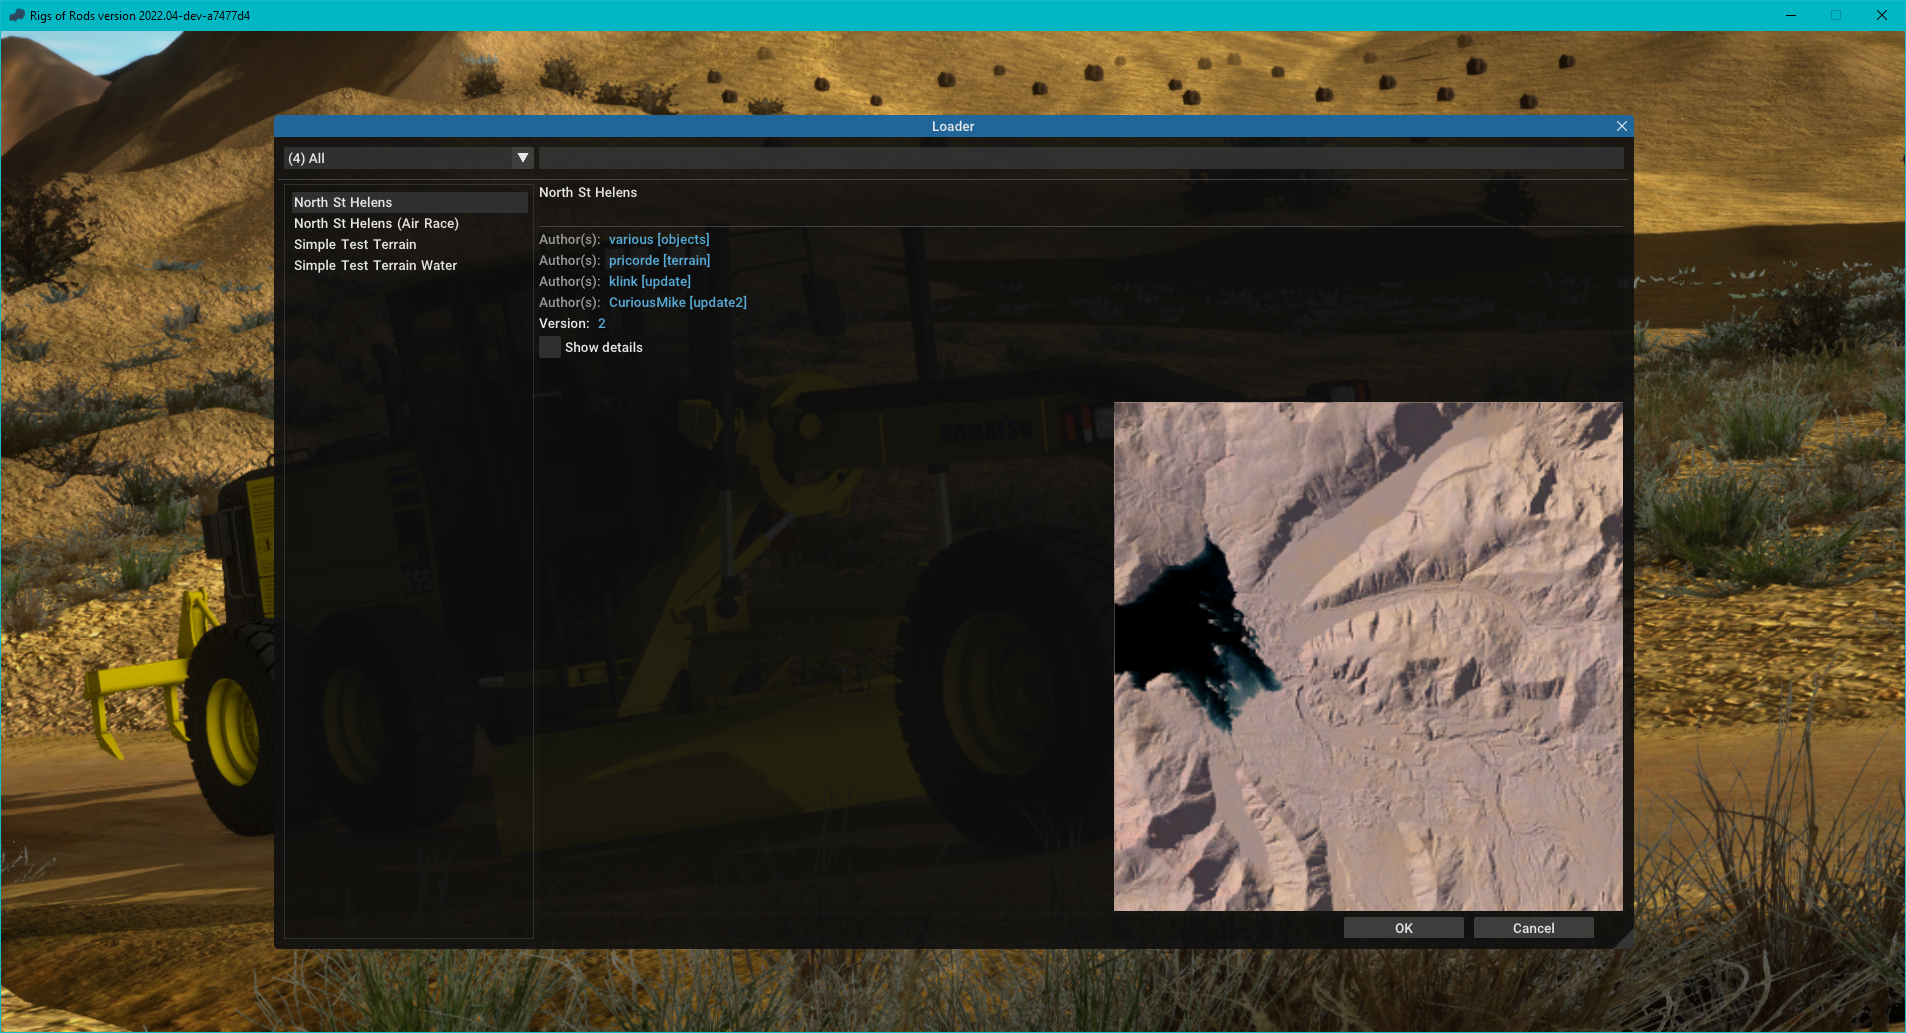 Rigs of Rods version 2022.04-dev-a7477d4
Loader
(4) All
North St Helens
North St Helens (Air Race)
Simple Test Terrain
Simple Test Terrain Water
North St Helens
Author(s): various [objects]
Author(s): pricorde [terrain]
Author(s): klink [update]
Author(s): CuriousMike [update2]
Version: 2
Show details
KOMATSU
GD
655
OK
Cancel